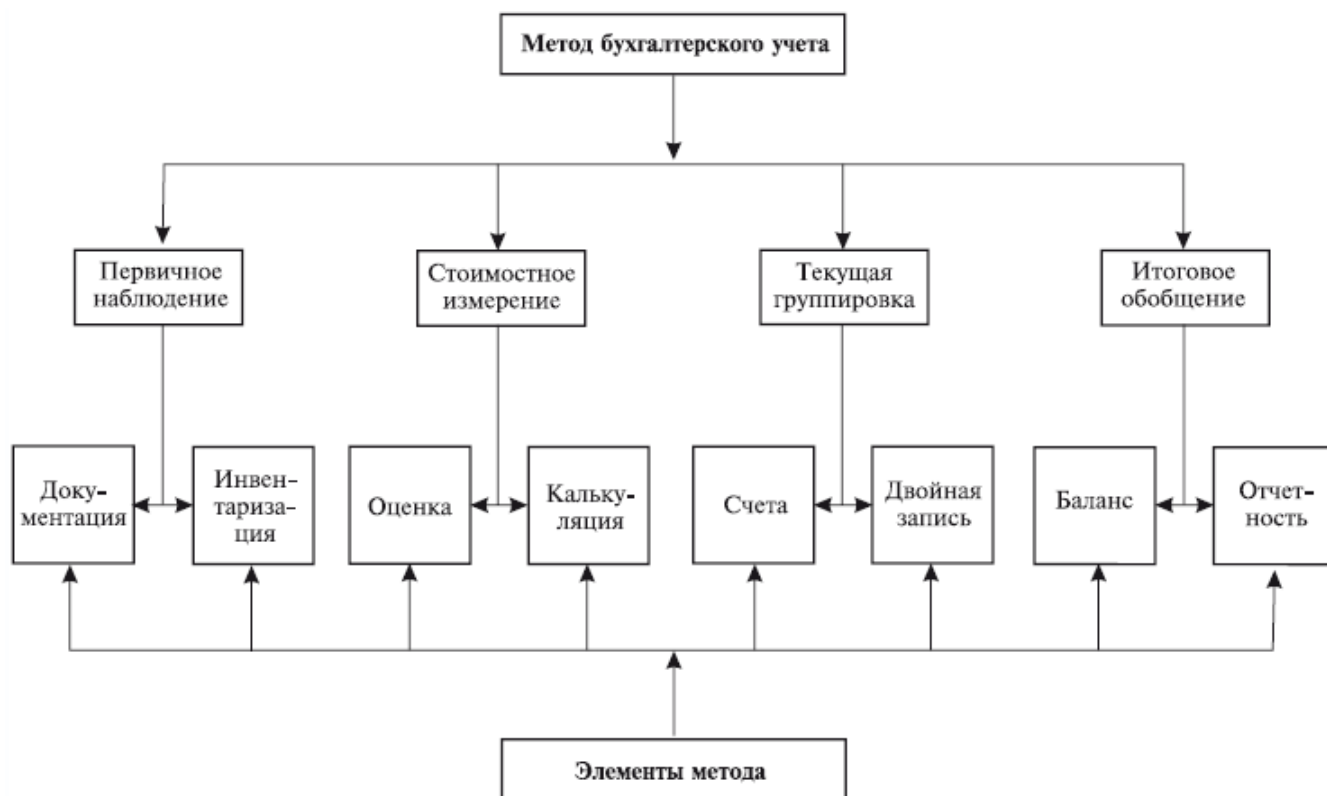 Метод бухгалтерского учета
Первичное
наблюдение
Стоимостное
измерение
Текущая
группировка
Итоговое
обобщение
Доку-
ментация
Инвен-
тариза-
ция
Оценка
Кальку-
ляция
Счета
Двойная
запись
Баланс
Отчет-
ность
Элементы метода